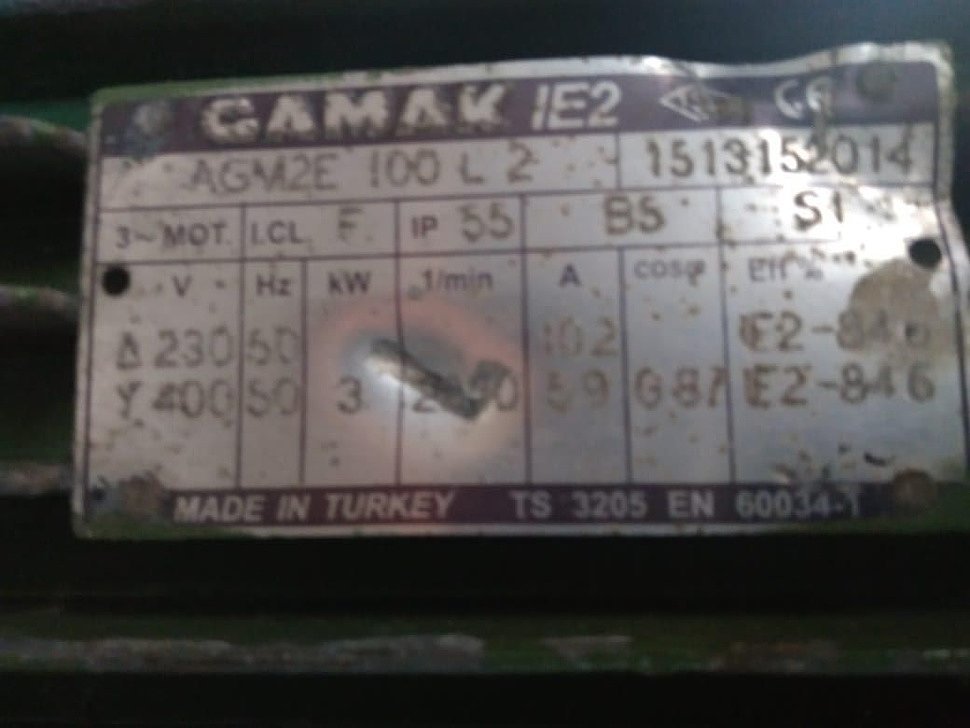 GAMAK IE2 CE
AGM2E 100 L 2 1513152014
3~ MOT. I.CL. F IP 55 B5 S1
V Hz kW 1/min A cosφ Eff %
Δ 230 50 10.2
Y 400 50 3 5.9 0.87 IE2-84.6
MADE IN TURKEY TS 3205 EN 60034-1